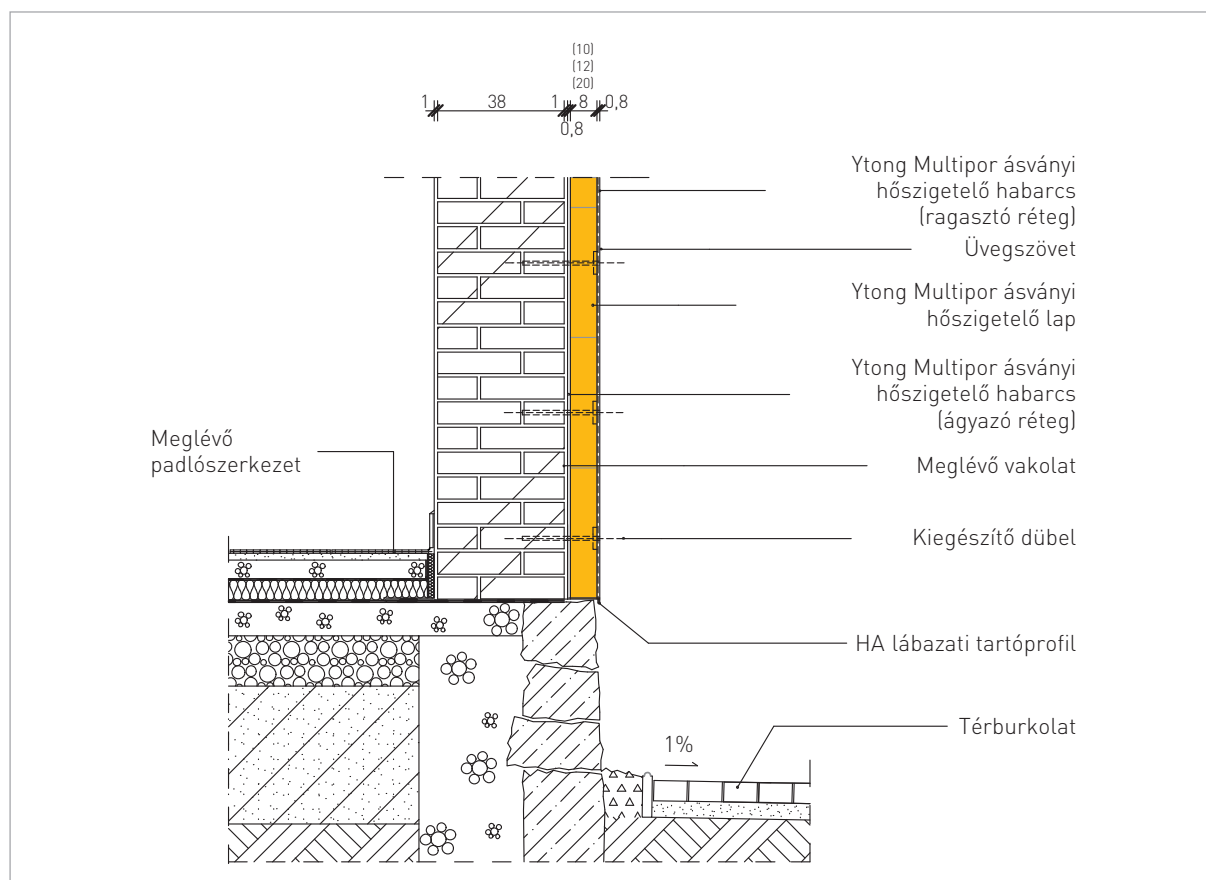 (10)
(12)
(20)
1 38 1 8 0,8
0,8
Ytong Multipor ásványi
hőszigetelő habarcs
(ragasztó réteg)
Üvegszövet
Ytong Multipor ásványi
hőszigetelő lap
Ytong Multipor ásványi
hőszigetelő habarcs
(ágyazó réteg)
Meglévő
padlószerkezet
Meglévő vakolat
Kiegészítő dübel
HA lábazati tartóprofil
Térburkolat
1%